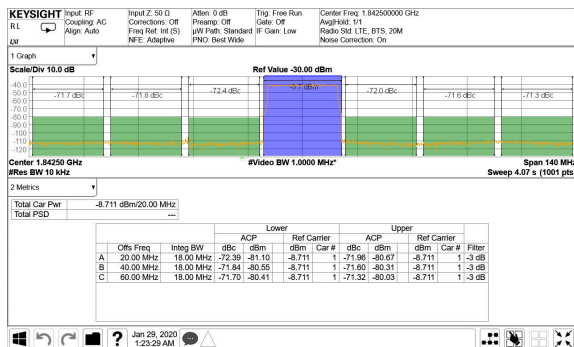 KEYSIGHT Input: RF Input Z: 50 Ω Atten: 0 dB Trig: Free Run Center Freq: 1.842500000 GHz
RL Coupling: AC Corrections: Off Preamp: Off Gate: Off Avg|Hold: 1/1
Align: Auto Freq Ref: Int (S) µW Path: Standard IF Gain: Low Radio Std: LTE, BTS, 20M
LXI NFE: Adaptive PNO: Best Wide Noise Correction: On
1 Graph
Scale/Div 10.0 dB Ref Value -30.00 dBm
-40.0
-50.0
-60.0
-70.0
-80.0
-90.0
-100
-110
-120
-71.7 dBc -71.8 dBc -72.4 dBc -8.7 dBm -72.0 dBc -71.6 dBc -71.3 dBc
Center 1.84250 GHz #Video BW 1.0000 MHz* Span 140 MHz
#Res BW 10 kHz Sweep 4.07 s (1001 pts
2 Metrics
Total Car Pwr -8.711 dBm/20.00 MHz
Total PSD ---
Lower Upper
ACP Ref Carrier ACP Ref Carrier
Offs Freq Integ BW dBc dBm dBm Car # dBc dBm dBm Car # Filter
A 20.00 MHz 18.00 MHz -72.39 -81.10 -8.711 1 -71.96 -80.67 -8.711 1 -3 dB
B 40.00 MHz 18.00 MHz -71.84 -80.55 -8.711 1 -71.60 -80.31 -8.711 1 -3 dB
C 60.00 MHz 18.00 MHz -71.70 -80.41 -8.711 1 -71.32 -80.03 -8.711 1 -3 dB
? Jan 29, 2020
1:23:29 AM